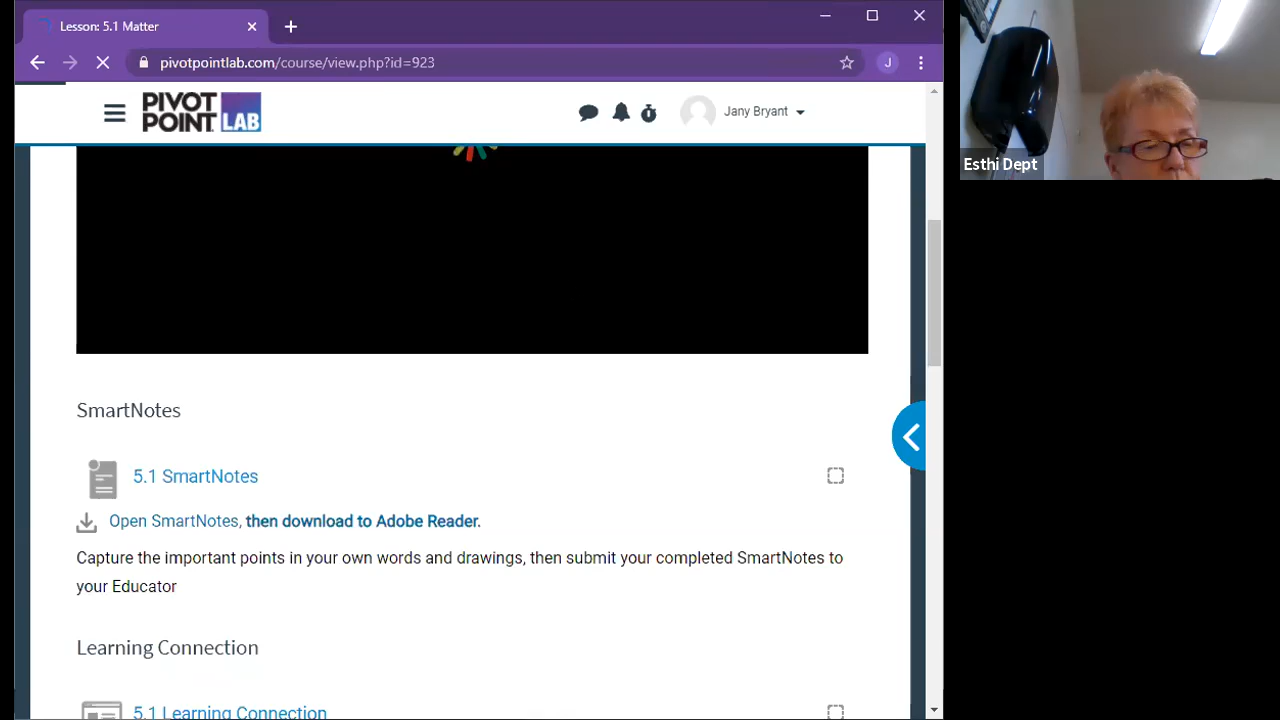 Lesson: 5.1 Matter
pivotpointlab.com/course/view.php?id=923
J
PIVOT
POINT LAB
Jany Bryant
Esthi Dept
SmartNotes
5.1 SmartNotes
Open SmartNotes, then download to Adobe Reader.
Capture the important points in your own words and drawings, then submit your completed SmartNotes to
your Educator
Learning Connection
5.1 Learning Connection